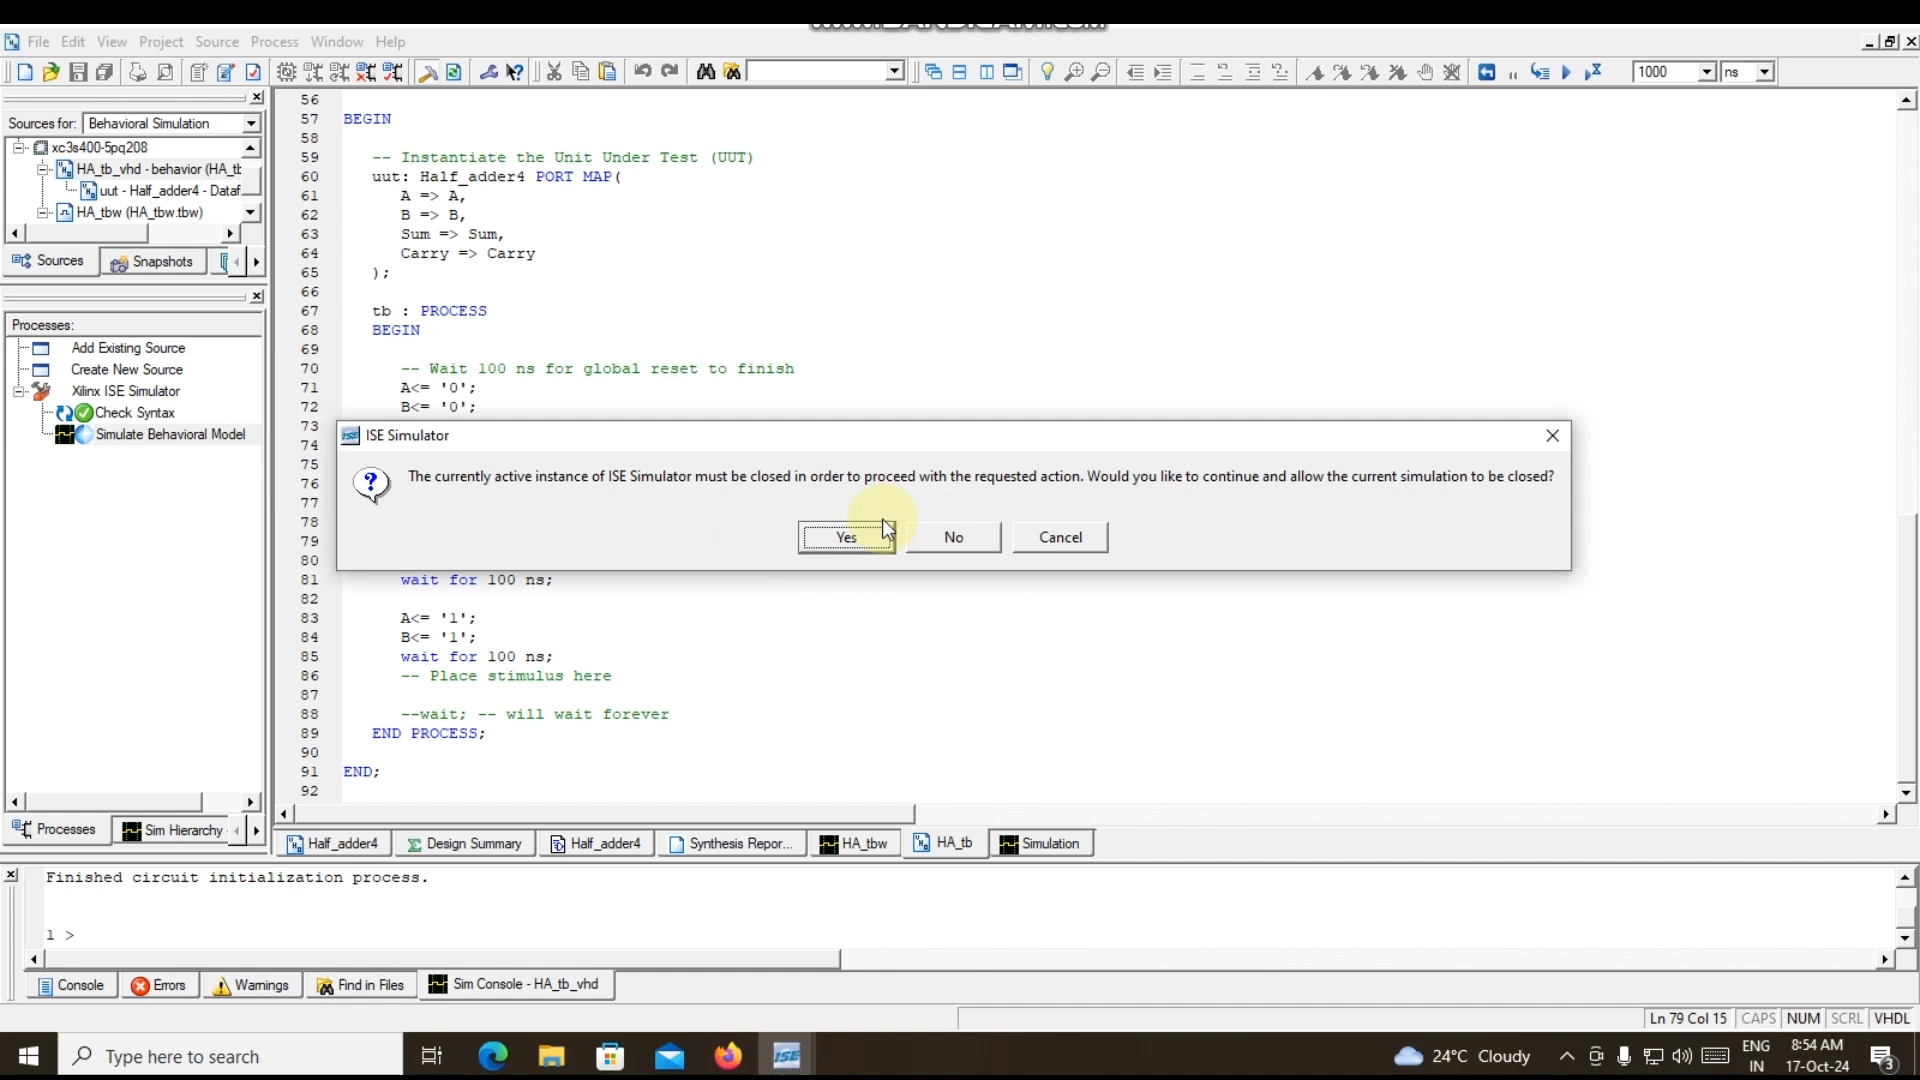 www.BANDICAM.com
File Edit View Project Source Process Window Help
1000 ns
Sources for: Behavioral Simulation
xc3s400-5pq208
HA_tb_vhd - behavior (HA_tb
uut - Half_adder4 - Dataf
HA_tbw (HA_tbw.tbw)
Sources Snapshots
Processes:
Add Existing Source
Create New Source
Xilinx ISE Simulator
Check Syntax
Simulate Behavioral Model
Processes Sim Hierarchy
56
57 BEGIN
58
59 -- Instantiate the Unit Under Test (UUT)
60 uut: Half_adder4 PORT MAP(
61 A => A,
62 B => B,
63 Sum => Sum,
64 Carry => Carry
65 );
66
67 tb : PROCESS
68 BEGIN
69
70 -- Wait 100 ns for global reset to finish
71 A<= '0';
72 B<= '0';
73
74
75
76
77
78
79
80
81 wait for 100 ns;
82
83 A<= '1';
84 B<= '1';
85 wait for 100 ns;
86 -- Place stimulus here
87
88 --wait; -- will wait forever
89 END PROCESS;
90
91 END;
92
ISE Simulator
The currently active instance of ISE Simulator must be closed in order to proceed with the requested action. Would you like to continue and allow the current simulation to be closed?
Yes No Cancel
Half_adder4 Design Summary Half_adder4 Synthesis Repor... HA_tbw HA_tb Simulation
Finished circuit initialization process.
1 >
Console Errors Warnings Find in Files Sim Console - HA_tb_vhd
Ln 79 Col 15 CAPS NUM SCRL VHDL
Type here to search
ISE
24°C Cloudy
ENG
IN
8:54 AM
17-Oct-24
3